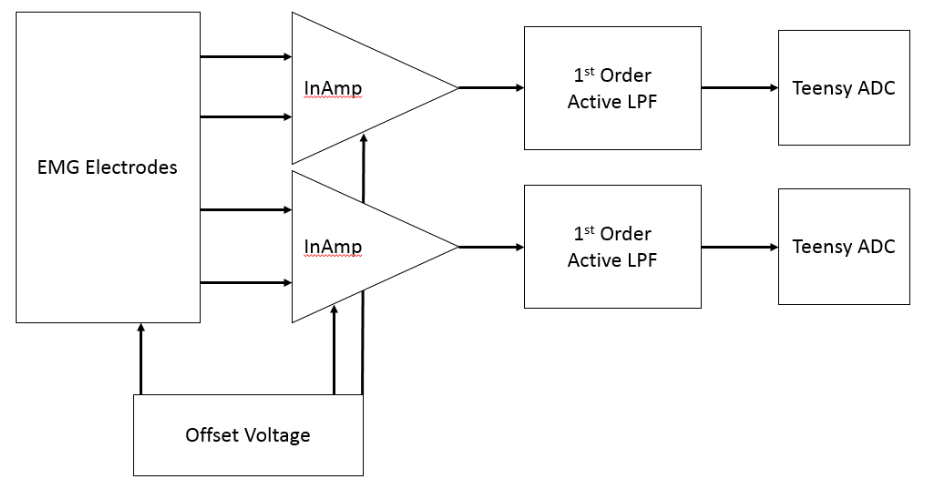 EMG Electrodes
InAmp
1st Order
Active LPF
Teensy ADC
InAmp
1st Order
Active LPF
Teensy ADC
Offset Voltage